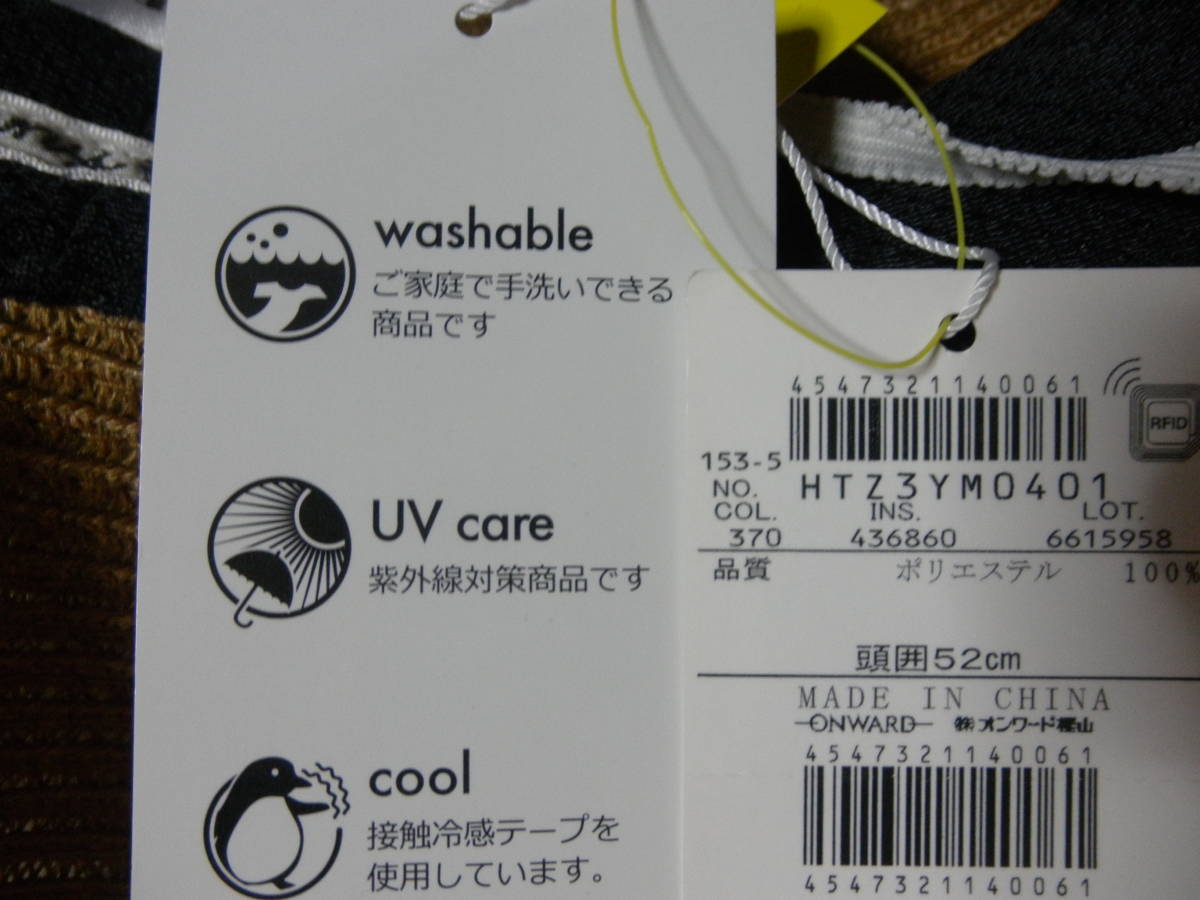 washable
ご家庭で手洗いできる
商品です
UV care
紫外線対策商品です
cool
接触冷感テープを
使用しています。
4547321140061
RFID
153-5
NO. HTZ3YM0401
COL. INS. LOT.
370 436860 6615958
品質 ポリエステル 100%
頭囲52cm
MADE IN CHINA
ONWARD ㈱オンワード樫山
4547321140061
4547321140061